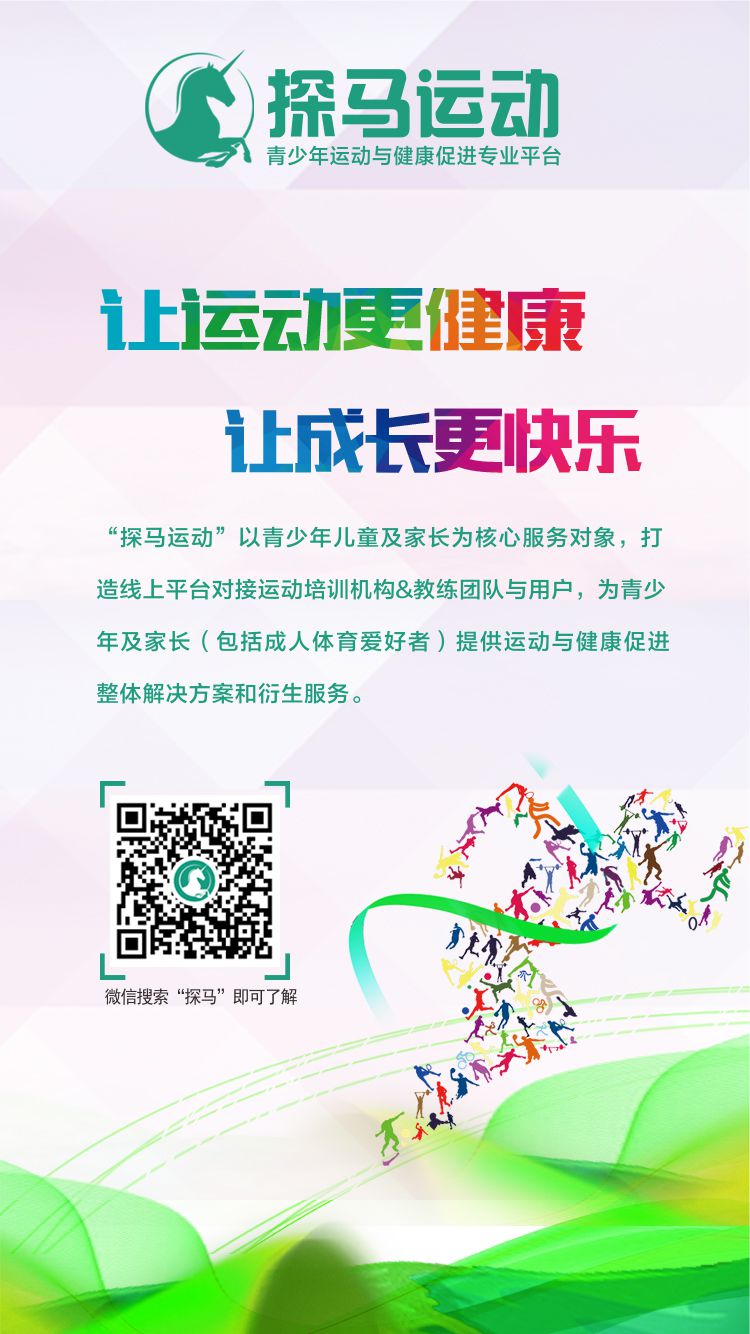 探马运动
青少年运动与健康促进专业平台
让运动更健康
让成长更快乐
“探马运动”以青少年儿童及家长为核心服务对象，打
造线上平台对接运动培训机构&教练团队与用户，为青少
年及家长（包括成人体育爱好者）提供运动与健康促进
整体解决方案和衍生服务。
微信搜索“探马”即可了解